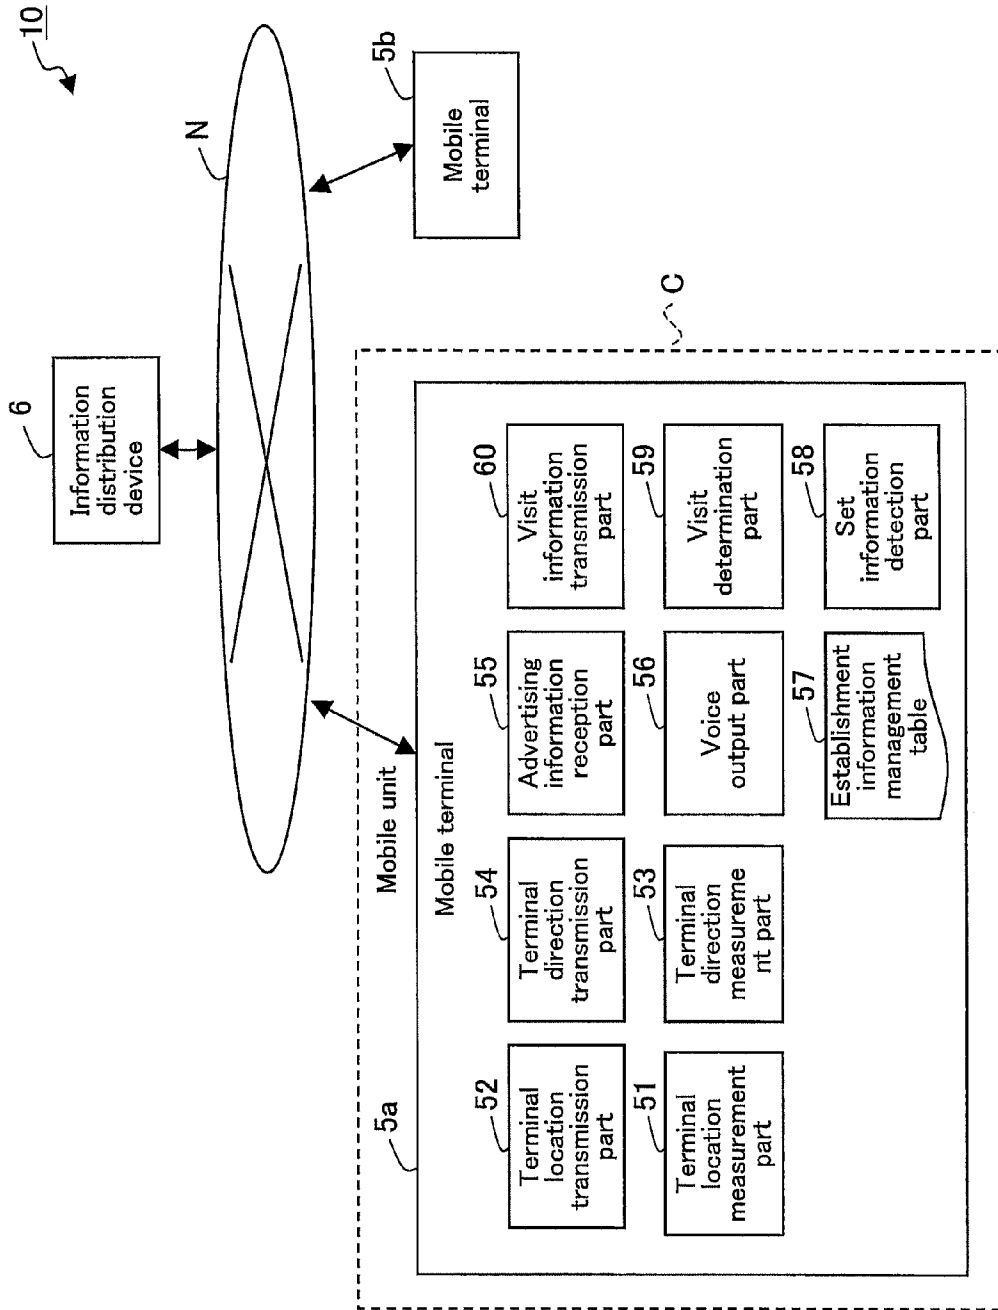 10
6
Information
distribution
device
N
5b
Mobile
terminal
Mobile unit
C
5a
Mobile terminal
52
Terminal
location
transmission
part
54
Terminal
direction
transmission
part
55
Advertising
information
reception
part
60
Visit
information
transmission
part
51
Terminal
location
measurement
part
53
Terminal
direction
measureme
nt part
56
Voice
output part
59
Visit
determination
part
57
Establishment
information
management
table
58
Set
information
detection
part